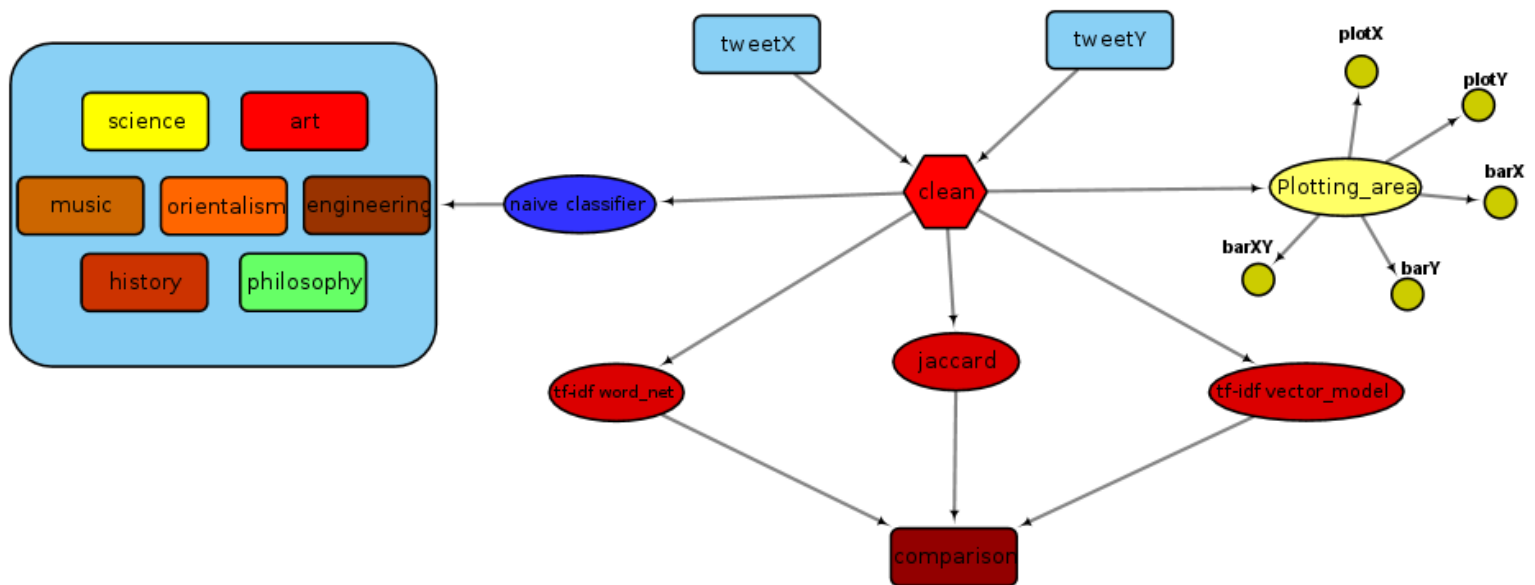 tweetX
tweetY
plotX
plotY
science
art
barX
music
orientalism
engineering
naive classifier
clean
Plotting_area
barXY
barY
history
philosophy
jaccard
tf-idf word_net
tf-idf vector_model
comparison